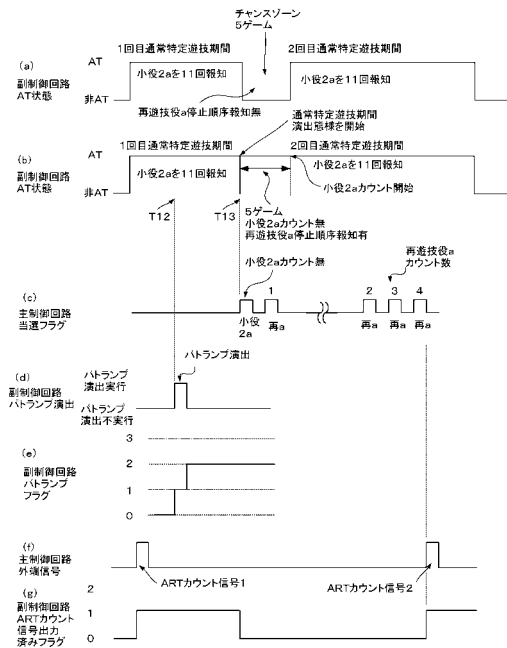 チャンスゾーン
5ゲーム
1回目通常特定遊技期間
2回目通常特定遊技期間
(a)
AT
副制御回路
AT状態
小役2aを11回報知
小役2aを11回報知
非AT
再遊技役a停止順序報知無
通常特定遊技期間
演出態様を開始
1回目通常特定遊技期間
2回目通常特定遊技期間
(b)
AT
副制御回路
AT状態
小役2aを11回報知
小役2aを11回報知
非AT
小役2aカウント開始
T12
T13
5ゲーム
小役2aカウント無
再遊技役a停止順序報知有
小役2aカウント無
再遊技役a
カウント数
(c)
主制御回路
当選フラグ
1
2
3
4
小役
2a
再a
再a
再a
再a
パトランプ演出
(d)
副制御回路
パトランプ演出
パトランプ
演出実行
パトランプ
演出不実行
3
(e)
副制御回路
パトランプ
フラグ
2
1
0
(f)
主制御回路
外端信号
ARTカウント信号1
ARTカウント信号2
(g)
副制御回路
ARTカウント
信号出力
済みフラグ
2
1
0